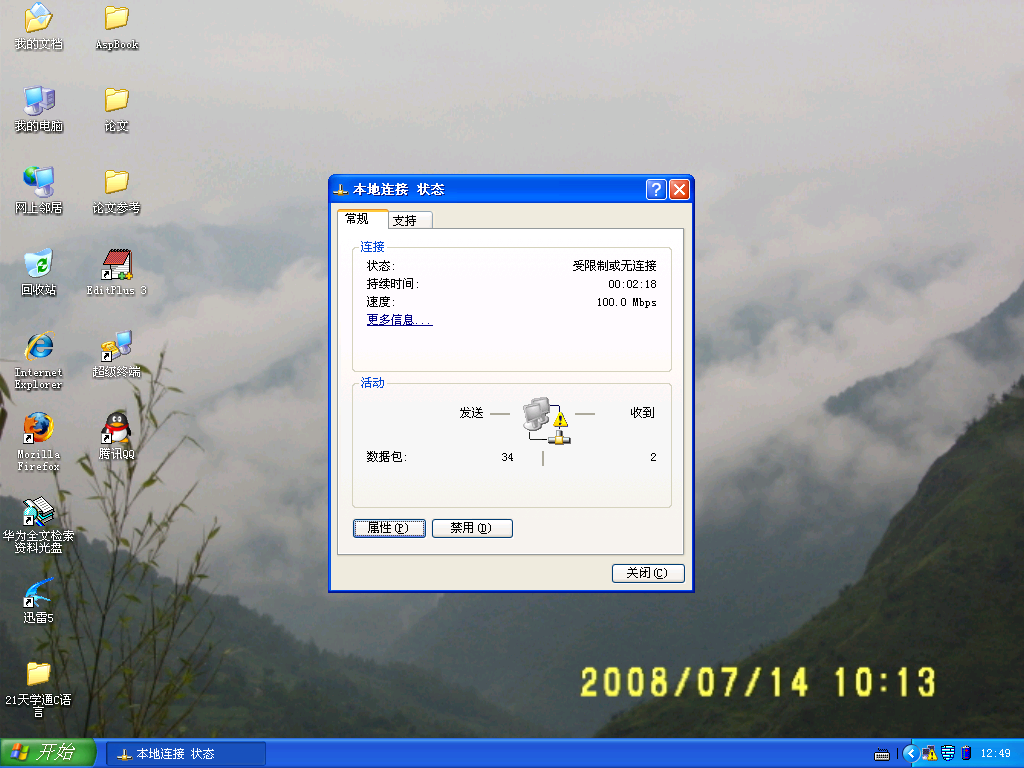 我的文档
AspBook
我的电脑
论文
网上邻居
论文参考
回收站
EditPlus 3
Internet
Explorer
超级终端
Mozilla
Firefox
腾讯QQ
华为全文检索
资料光盘
迅雷5
21天学通C语
言
本地连接 状态
常规
支持
连接
状态: 受限制或无连接
持续时间: 00:02:18
速度: 100.0 Mbps
更多信息...
活动
发送 收到
数据包: 34 2
属性(P)
禁用(D)
关闭(C)
2008/07/14 10:13
开始
本地连接 状态
12:49